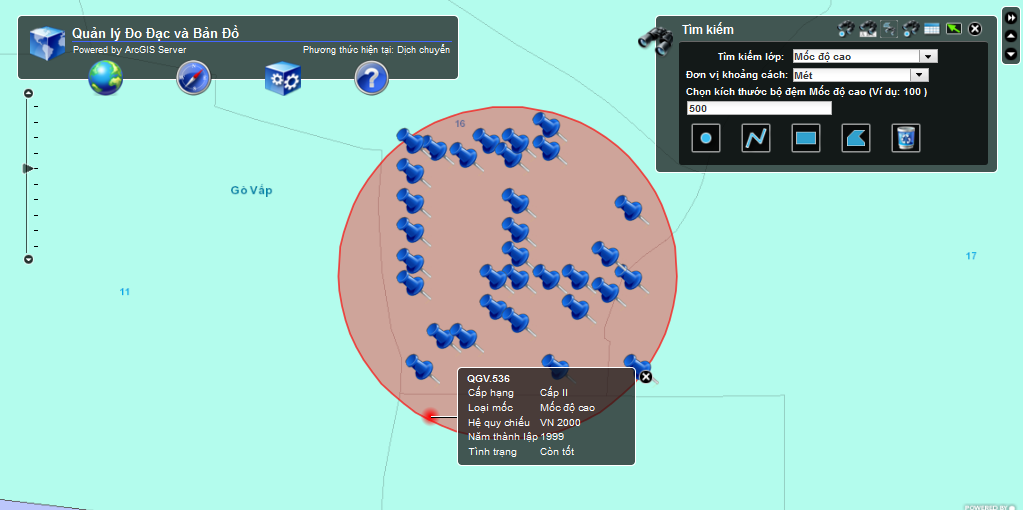 Quản lý Đo Đạc và Bản Đồ
Powered by ArcGIS Server
Phương thức hiện tại: Dịch chuyển
Tìm kiếm
Tìm kiếm lớp: Mốc độ cao
Đơn vị khoảng cách: Mét
Chọn kích thước bộ đệm Mốc độ cao (Ví dụ: 100 )
500
16
Gò Vấp
17
11
QGV.536
Cấp hạng Cấp II
Loại mốc Mốc độ cao
Hệ quy chiếu VN 2000
Năm thành lập 1999
Tình trạng Còn tốt
POWERED BY